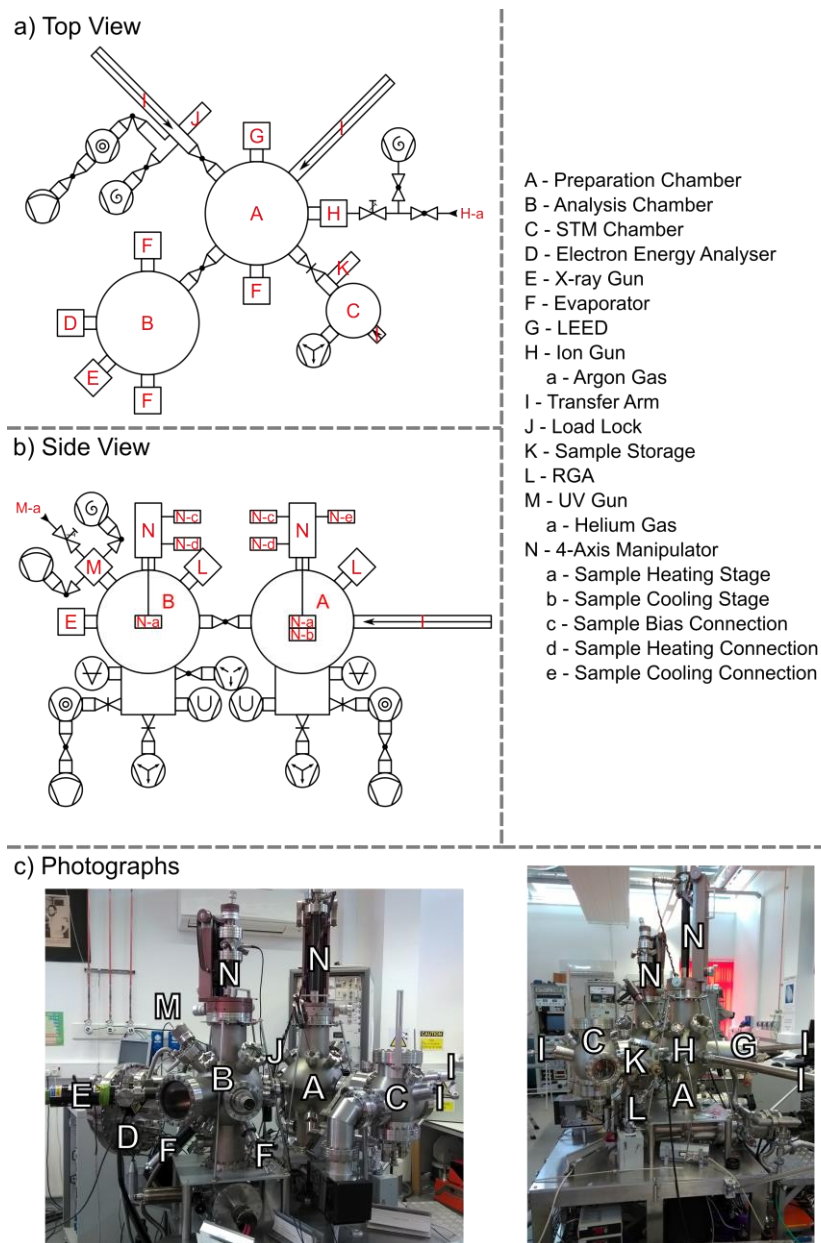 a) Top View
I
J
G
I
A
H
H-a
F
K
F
C
I
D
B
E
F
A - Preparation Chamber
B - Analysis Chamber
C - STM Chamber
D - Electron Energy Analyser
E - X-ray Gun
F - Evaporator
G - LEED
H - Ion Gun
a - Argon Gas
I - Transfer Arm
J - Load Lock
K - Sample Storage
L - RGA
M - UV Gun
a - Helium Gas
N - 4-Axis Manipulator
a - Sample Heating Stage
b - Sample Cooling Stage
c - Sample Bias Connection
d - Sample Heating Connection
e - Sample Cooling Connection
b) Side View
M-a
N
N-c
N-d
N-c
N
N-e
N-d
M
L
L
B
A
E
N-a
N-a
N-b
I
c) Photographs
N
N
M
J
B
A
I
E
C
I
D
F
F
N
N
I
C
K
H
G
I
I
L
A
CAUTION